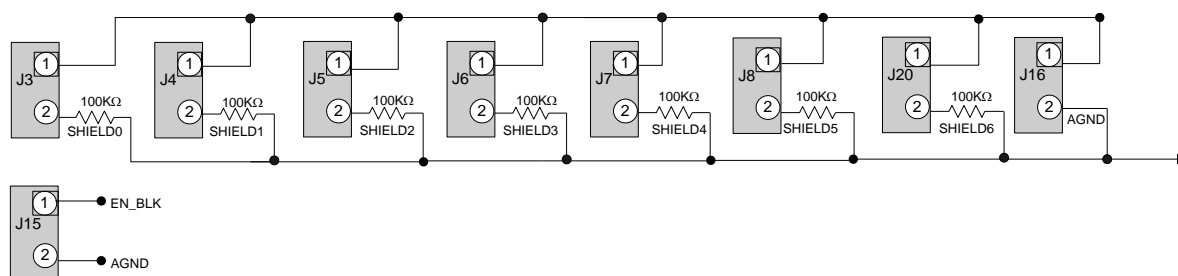 J3 1 2 100KΩ SHIELD0
J4 1 2 100KΩ SHIELD1
J5 1 2 100KΩ SHIELD2
J6 1 2 100KΩ SHIELD3
J7 1 2 100KΩ SHIELD4
J8 1 2 100KΩ SHIELD5
J20 1 2 100KΩ SHIELD6
J16 1 2 AGND
J15 1 EN_BLK
2 AGND